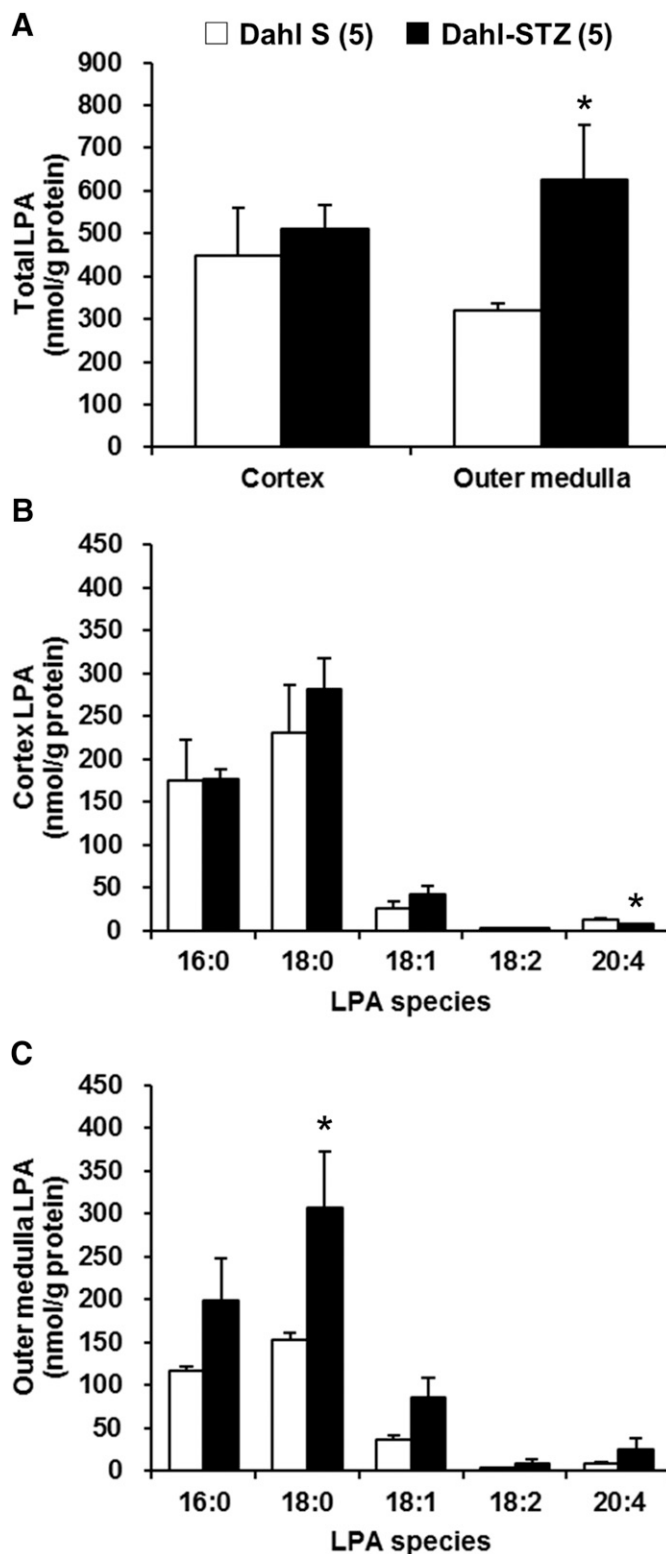 A
Dahl S (5) Dahl-STZ (5)
900
800
700
600
500
400
300
200
100
0
Total LPA
(nmol/g protein)
*
Cortex Outer medulla
B
450
400
350
300
250
200
150
100
50
0
Cortex LPA
(nmol/g protein)
*
16:0 18:0 18:1 18:2 20:4
LPA species
C
450
400
350
300
250
200
150
100
50
0
Outer medulla LPA
(nmol/g protein)
*
16:0 18:0 18:1 18:2 20:4
LPA species